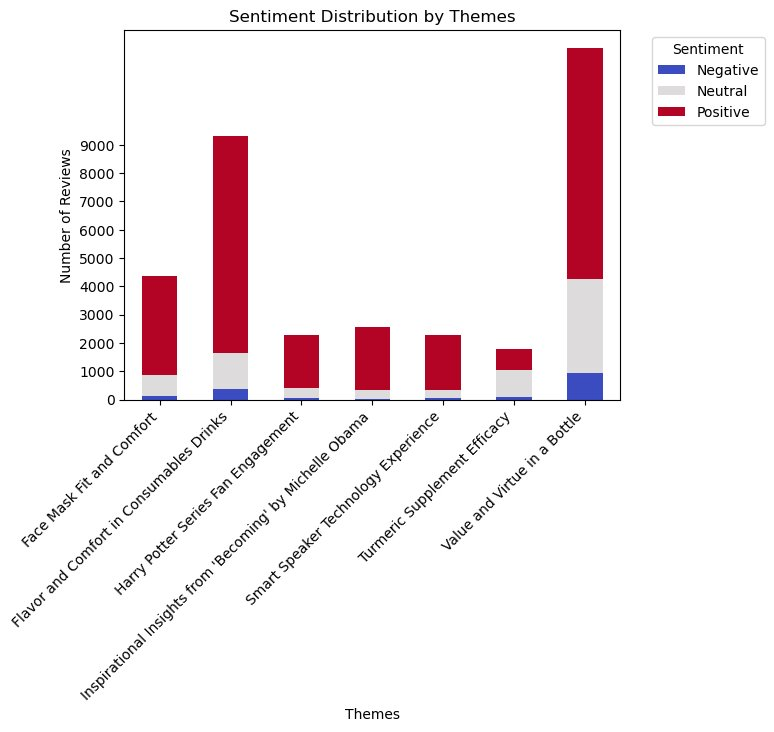 Sentiment Distribution by Themes
Sentiment
Negative
Neutral
Positive
Number of Reviews
9000
8000
7000
6000
5000
4000
3000
2000
1000
0
Face Mask Fit and Comfort
Flavor and Comfort in Consumables Drinks
Harry Potter Series Fan Engagement
Inspirational Insights from 'Becoming' by Michelle Obama
Smart Speaker Technology Experience
Turmeric Supplement Efficacy
Value and Virtue in a Bottle
Themes